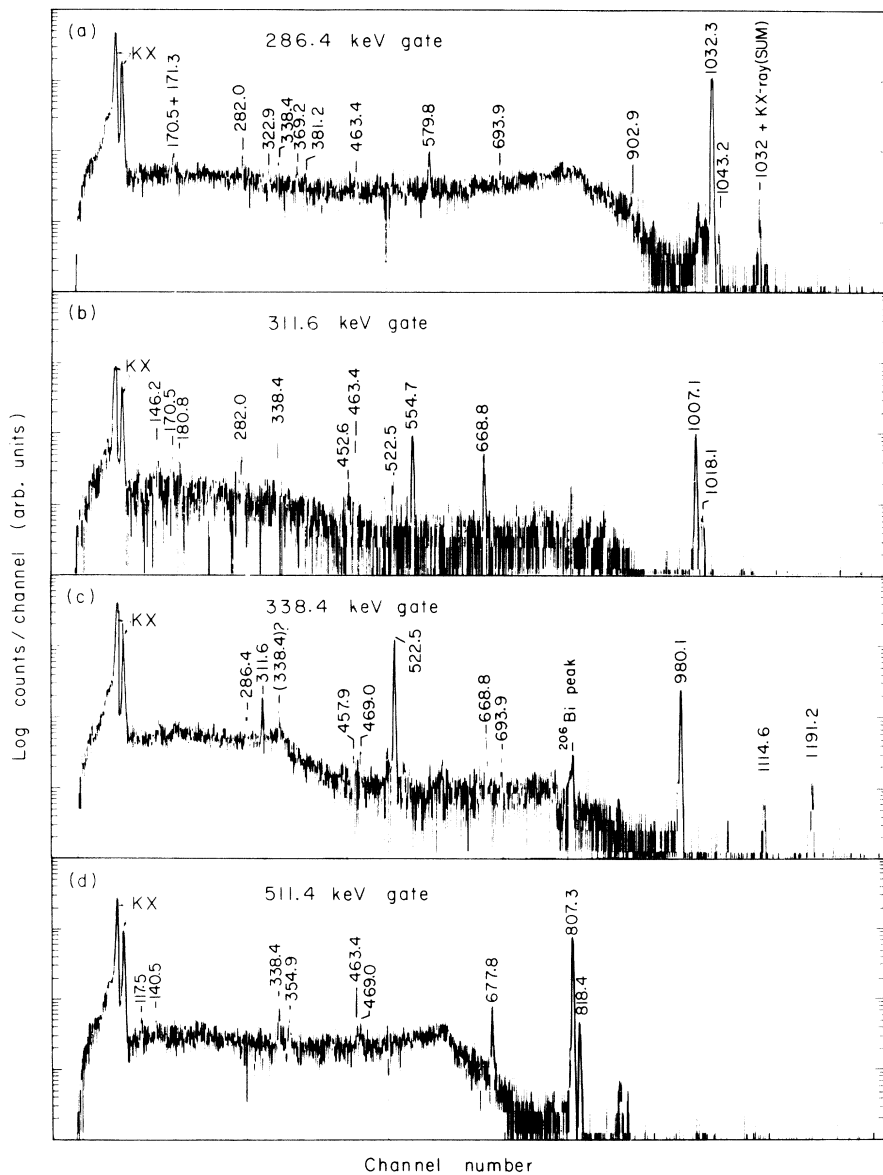 (a)
286.4 keV gate
KX
170.5 + 171.3
282.0
322.9
338.4
369.2
381.2
463.4
579.8
693.9
902.9
1032.3
1043.2
1032 + KX-ray(SUM)
(b)
311.6 keV gate
KX
146.2
170.5
180.8
282.0
338.4
452.6
463.4
522.5
554.7
668.8
1007.1
1018.1
(c)
338.4 keV gate
KX
286.4
311.6
(338.4)?
457.9
469.0
522.5
668.8
693.9
206 Bi peak
980.1
1114.6
1191.2
(d)
511.4 keV gate
KX
117.5
140.5
338.4
354.9
463.4
469.0
677.8
807.3
818.4
Log counts / channel (arb. units)
Channel number